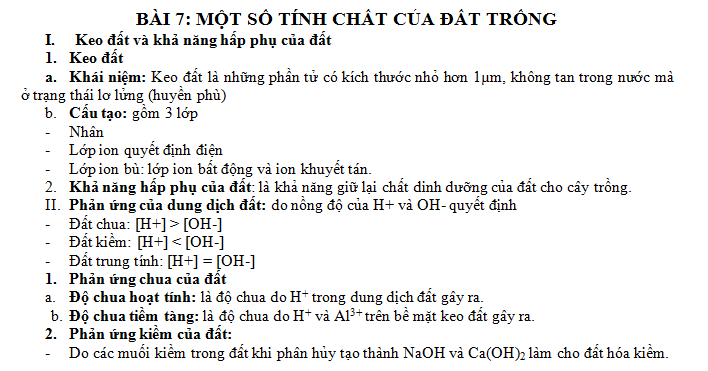 BÀI 7: MỘT SỐ TÍNH CHẤT CỦA ĐẤT TRỒNG
I. Keo đất và khả năng hấp phụ của đất
1. Keo đất
a. Khái niệm: Keo đất là những phần tử có kích thước nhỏ hơn 1µm, không tan trong nước mà
ở trạng thái lơ lửng (huyền phù)
b. Cấu tạo: gồm 3 lớp
- Nhân
- Lớp ion quyết định điện
- Lớp ion bù: lớp ion bất động và ion khuyết tán.
2. Khả năng hấp phụ của đất: là khả năng giữ lại chất dinh dưỡng của đất cho cây trồng.
II. Phản ứng của dung dịch đất: do nồng độ của H+ và OH- quyết định
- Đất chua: [H+] > [OH-]
- Đất kiềm: [H+] < [OH-]
- Đất trung tính: [H+] = [OH-]
1. Phản ứng chua của đất
a. Độ chua hoạt tính: là độ chua do H⁺ trong dung dịch đất gây ra.
b. Độ chua tiềm tàng: là độ chua do H⁺ và Al³⁺ trên bề mặt keo đất gây ra.
2. Phản ứng kiềm của đất:
- Do các muối kiềm trong đất khi phân hủy tạo thành NaOH và Ca(OH)₂ làm cho đất hóa kiềm.